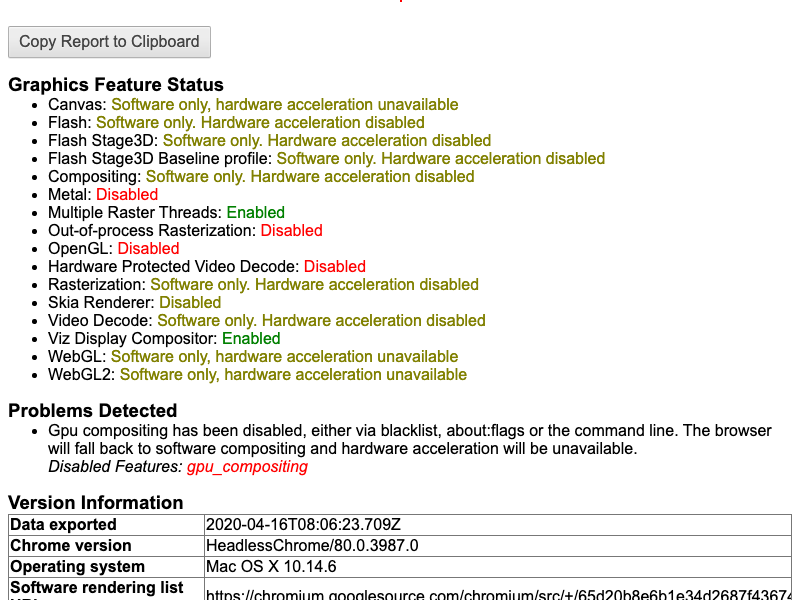 Copy Report to Clipboard
Graphics Feature Status
Canvas: Software only, hardware acceleration unavailable
Flash: Software only. Hardware acceleration disabled
Flash Stage3D: Software only. Hardware acceleration disabled
Flash Stage3D Baseline profile: Software only. Hardware acceleration disabled
Compositing: Software only. Hardware acceleration disabled
Metal: Disabled
Multiple Raster Threads: Enabled
Out-of-process Rasterization: Disabled
OpenGL: Disabled
Hardware Protected Video Decode: Disabled
Rasterization: Software only. Hardware acceleration disabled
Skia Renderer: Disabled
Video Decode: Software only. Hardware acceleration disabled
Viz Display Compositor: Enabled
WebGL: Software only, hardware acceleration unavailable
WebGL2: Software only, hardware acceleration unavailable
Problems Detected
Gpu compositing has been disabled, either via blacklist, about:flags or the command line. The browser
will fall back to software compositing and hardware acceleration will be unavailable.
Disabled Features: gpu_compositing
Version Information
Data exported 2020-04-16T08:06:23.709Z
Chrome version HeadlessChrome/80.0.3987.0
Operating system Mac OS X 10.14.6
Software rendering list
https://chromium.googlesource.com/chromium/src/+/65d20b8e6b1e34d2687f43674